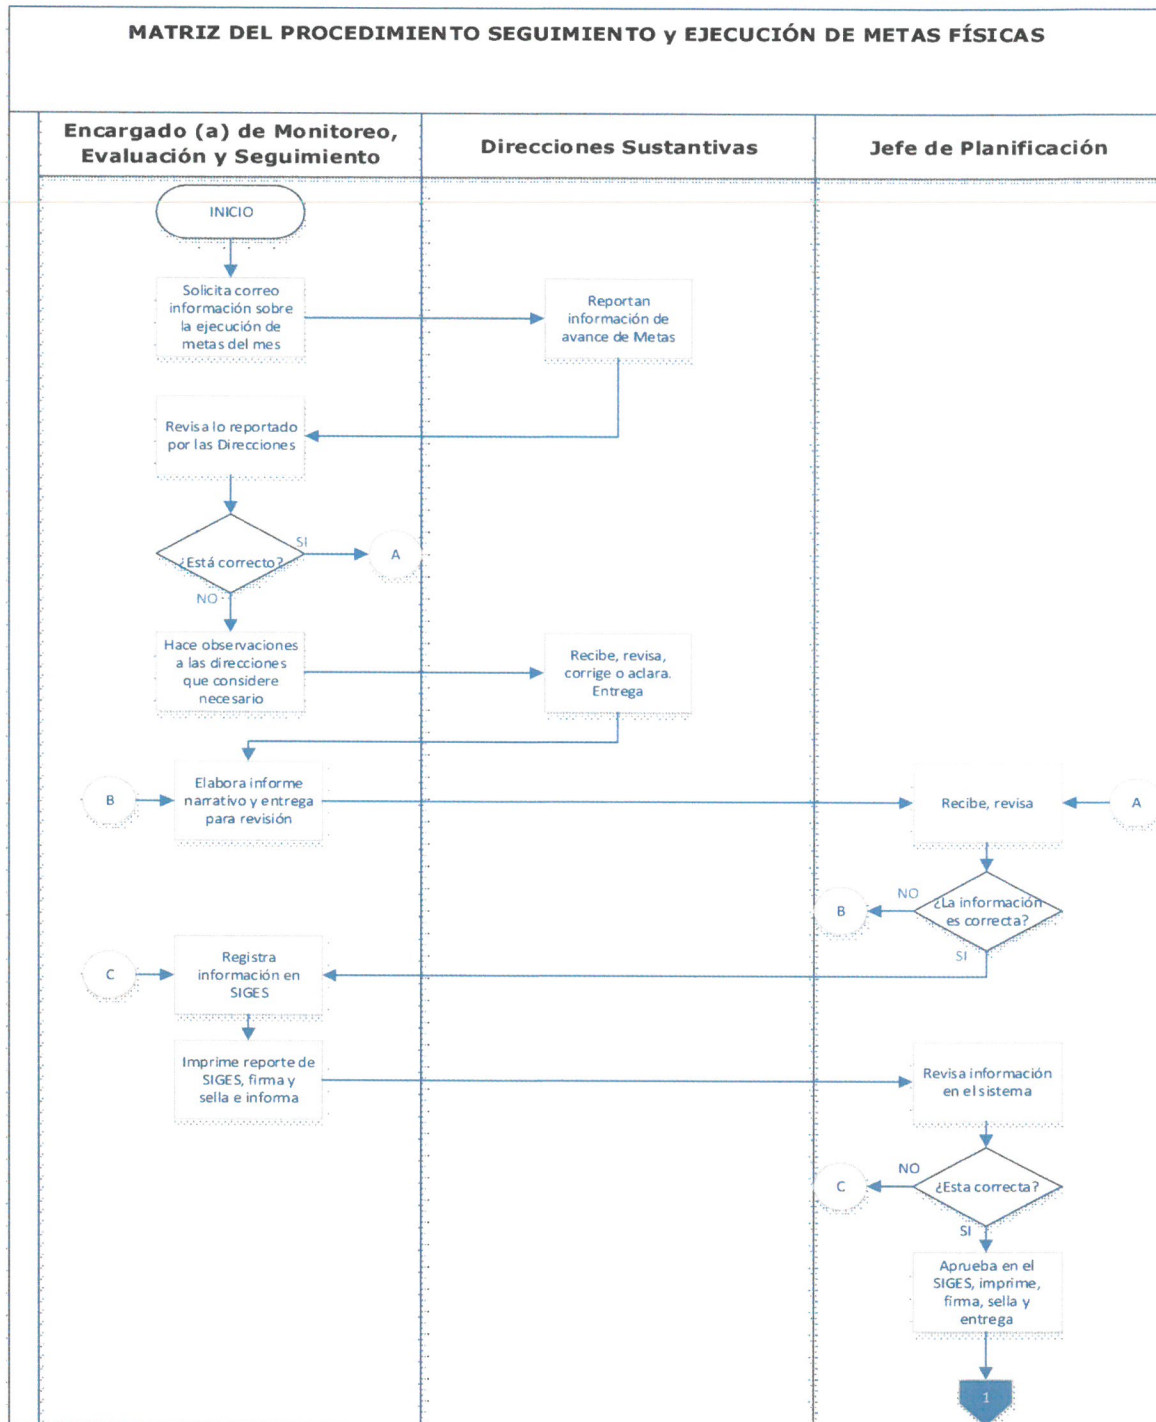 MATRIZ DEL PROCEDIMIENTO SEGUIMIENTO y EJECUCIÓN DE METAS FÍSICAS
Encargado (a) de Monitoreo,
Evaluación y Seguimiento
Direcciones Sustantivas
Jefe de Planificación
INICIO
Solicita correo
información sobre
la ejecución de
metas del mes
Reportan
información de
avance de Metas
Revisa lo reportado
por las Direcciones
¿Está correcto?
SI
A
NO
Hace observaciones
a las direcciones
que considere
necesario
Recibe, revisa,
corrige o aclara.
Entrega
B
Elabora informe
narrativo y entrega
para revisión
Recibe, revisa
A
¿La información
es correcta?
NO
B
SI
C
Registra
información en
SIGES
Imprime reporte de
SIGES, firma y
sella e informa
Revisa información
en el sistema
¿Esta correcta?
NO
C
SI
Aprueba en el
SIGES, imprime,
firma, sella y
entrega
1